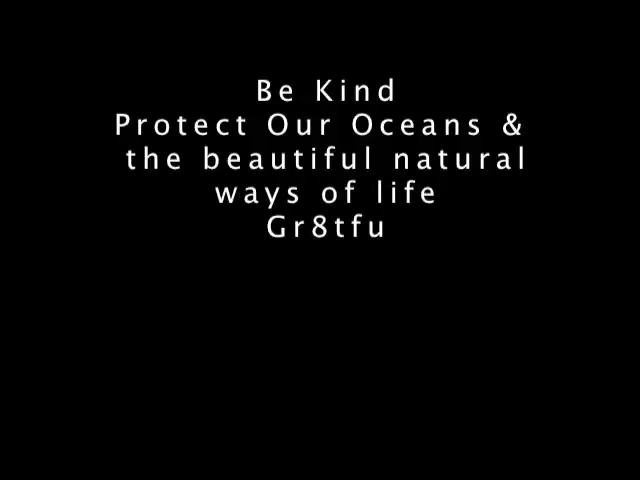 Be Kind
Protect Our Oceans &
the beautiful natural
ways of life
Gr8tfu